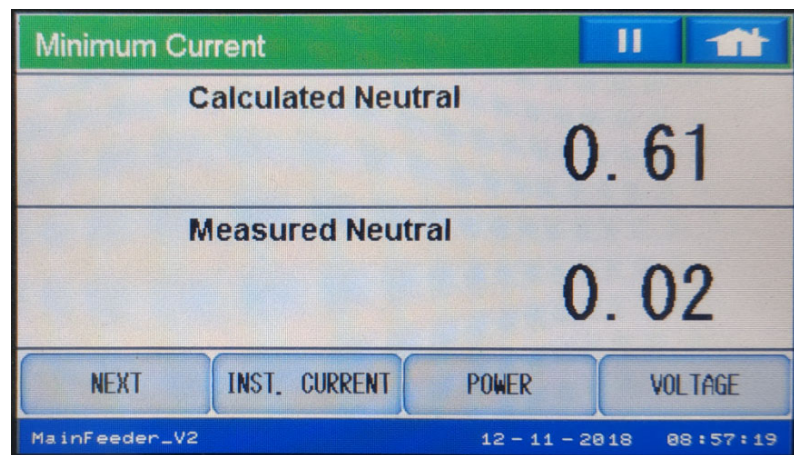 Minimum Current
Calculated Neutral
0.61
Measured Neutral
0.02
NEXT INST. CURRENT POWER VOLTAGE
MainFeeder_V2 12-11-2018 08:57:19